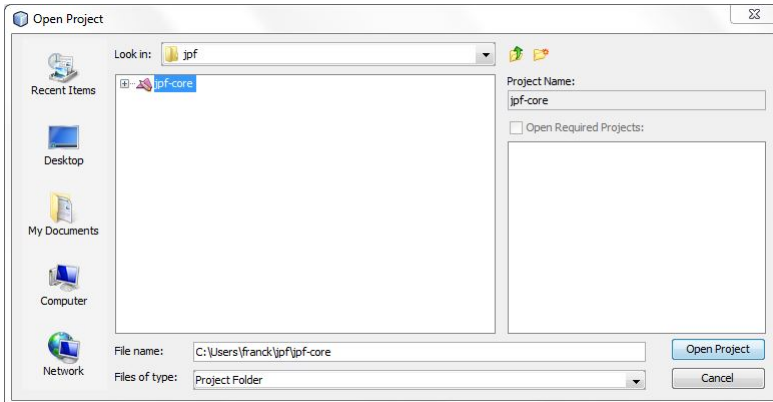 Open Project
Look in: jpf
Recent Items
Desktop
My Documents
Computer
Network
jpf-core
Project Name:
jpf-core
Open Required Projects:
File name: C:\Users\franck\jpf\jpf-core
Open Project
Files of type: Project Folder
Cancel